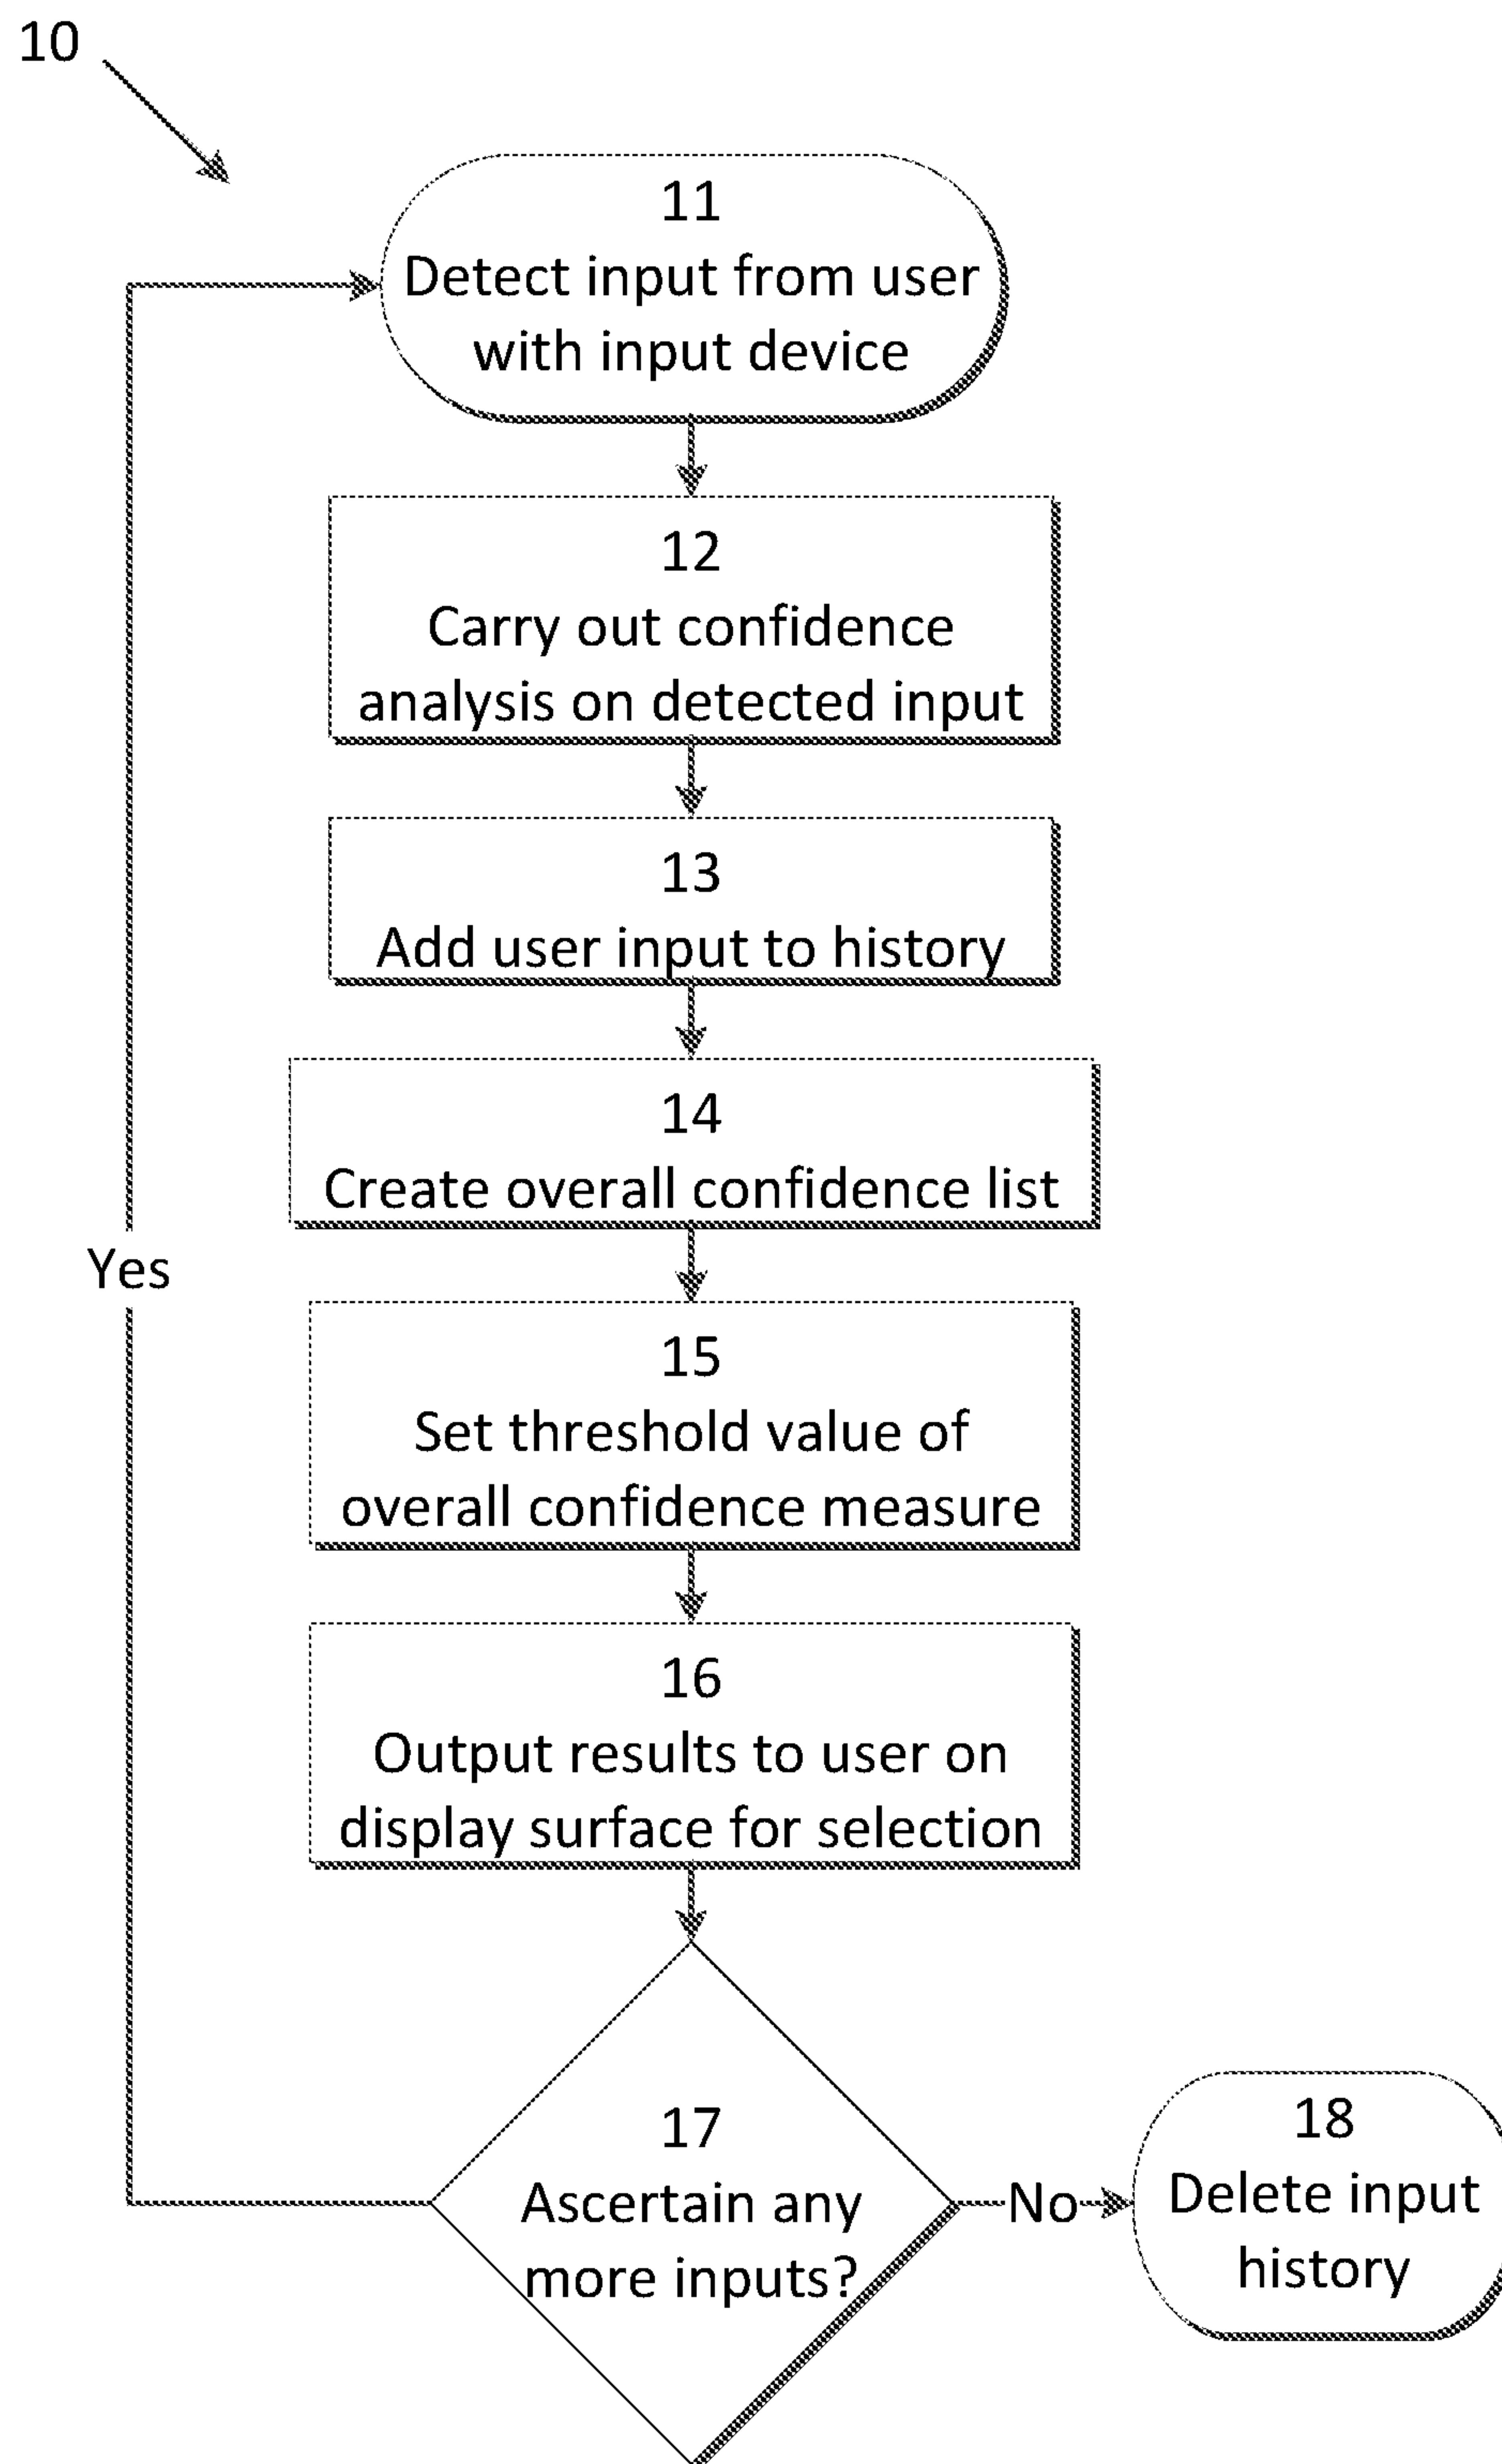 10
11
Detect input from user
with input device
12
Carry out confidence
analysis on detected input
13
Add user input to history
14
Create overall confidence list
Yes
15
Set threshold value of
overall confidence measure
16
Output results to user on
display surface for selection
17
Ascertain any
more inputs?
No
18
Delete input
history